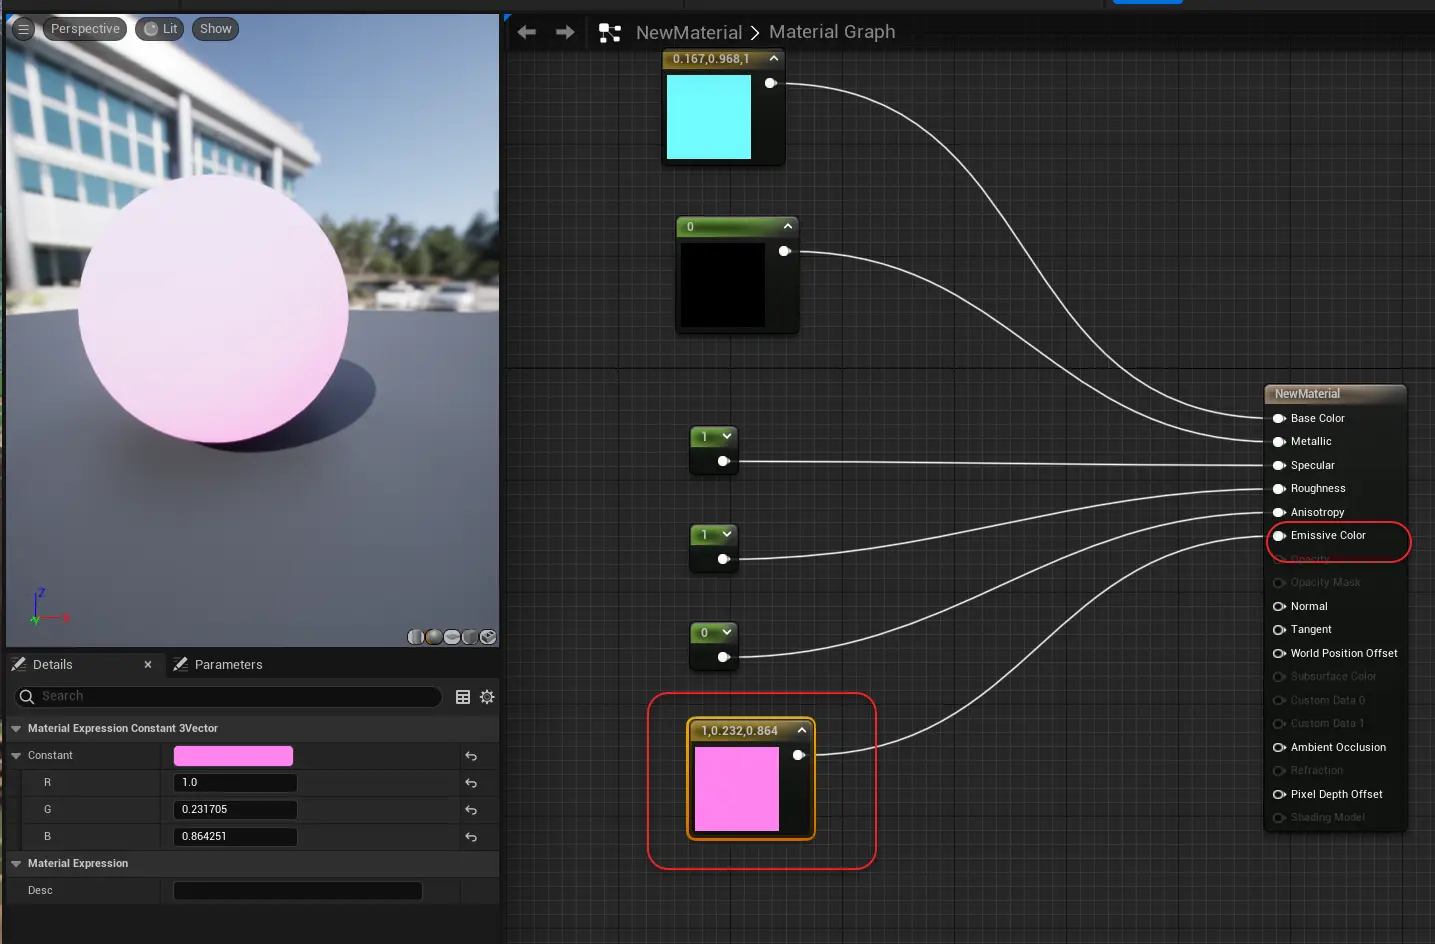 Perspective
Lit
Show
NewMaterial > Material Graph
0.167,0.968,1
0
1
1
0
1,0.232,0.864
NewMaterial
Base Color
Metallic
Specular
Roughness
Anisotropy
Emissive Color
Opacity
Opacity Mask
Normal
Tangent
World Position Offset
Subsurface Color
Custom Data 0
Custom Data 1
Ambient Occlusion
Refraction
Pixel Depth Offset
Shading Model
Z
X
Y
Details
Parameters
Search
Material Expression Constant 3Vector
Constant
R 1.0
G 0.231705
B 0.864251
Material Expression
Desc